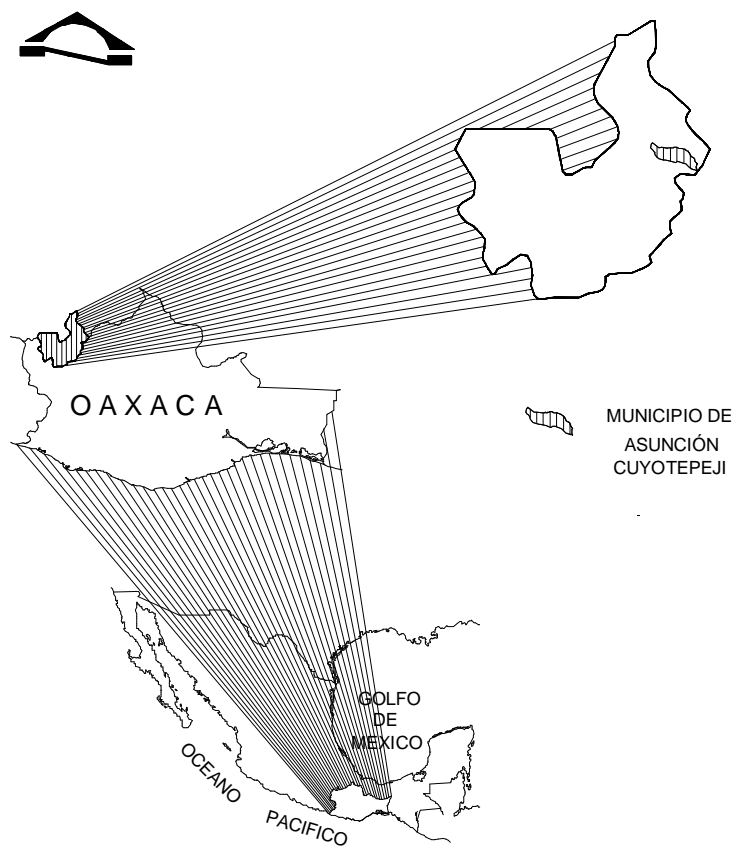 OAXACA
MUNICIPIO DE
ASUNCIÓN
CUYOTEPEJI
GOLFO
DE
MEXICO
OCEANO PACIFICO